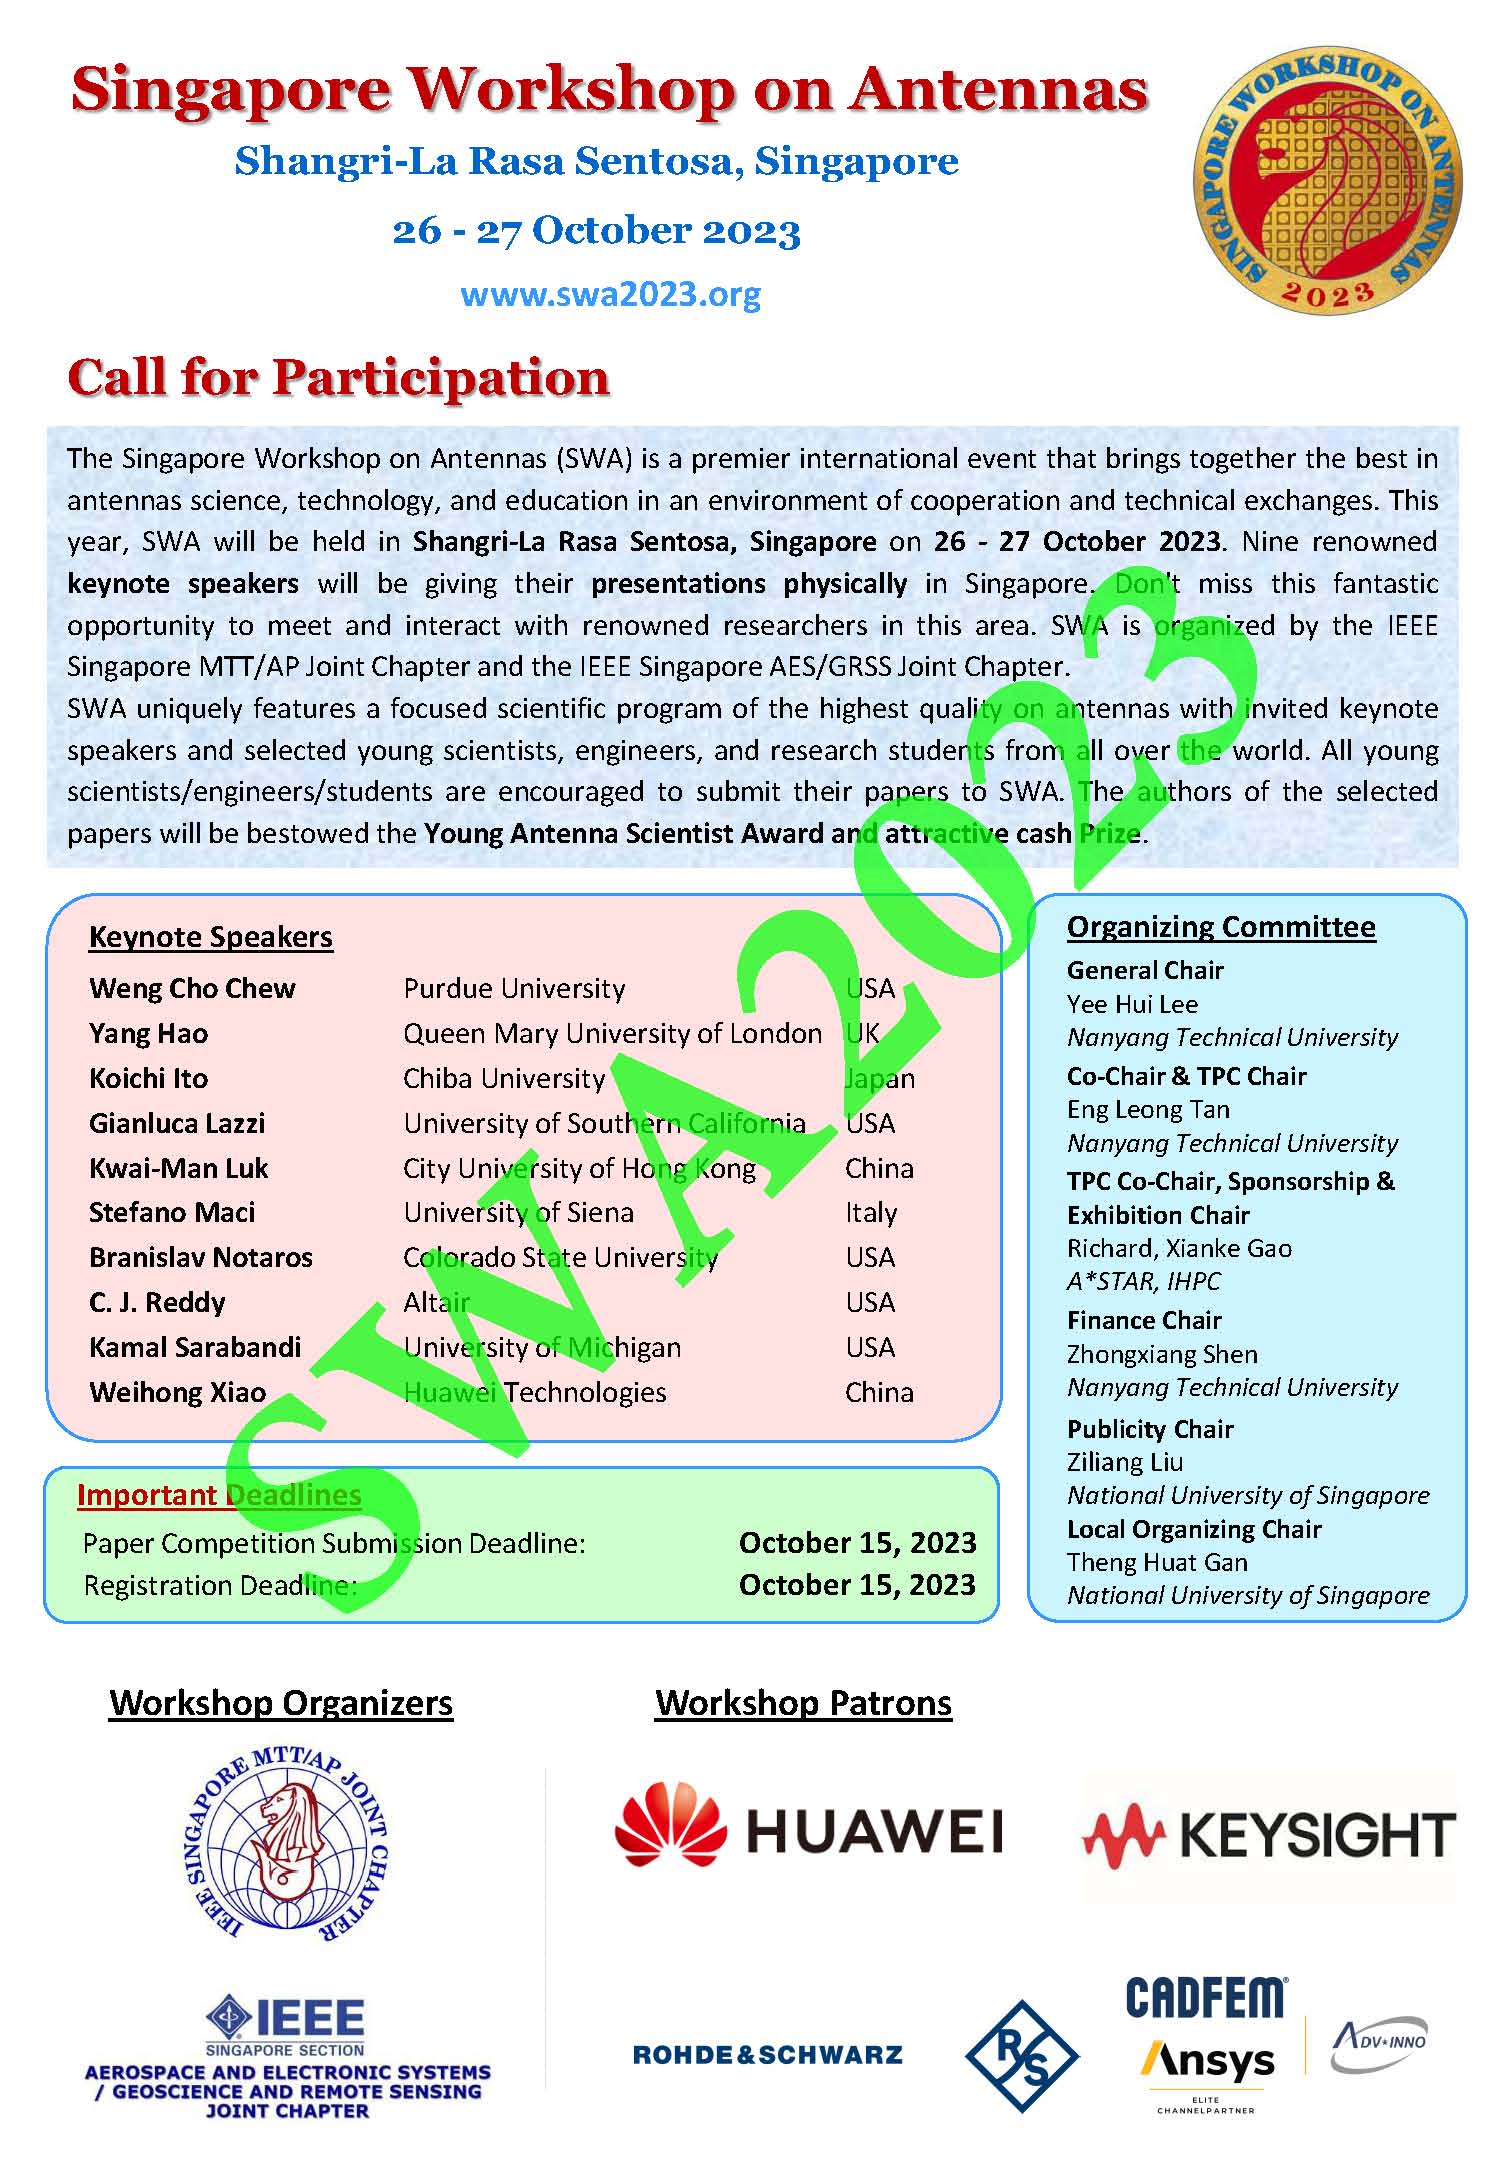 Singapore Workshop on Antennas
Shangri-La Rasa Sentosa, Singapore
26 - 27 October 2023
www.swa2023.org
SINGAPORE WORKSHOP ON ANTENNAS
2023
Call for Participation
The Singapore Workshop on Antennas (SWA) is a premier international event that brings together the best in
antennas science, technology, and education in an environment of cooperation and technical exchanges. This
year, SWA will be held in Shangri-La Rasa Sentosa, Singapore on 26 - 27 October 2023. Nine renowned
keynote speakers will be giving their presentations physically in Singapore. Don't miss this fantastic
opportunity to meet and interact with renowned researchers in this area. SWA is organized by the IEEE
Singapore MTT/AP Joint Chapter and the IEEE Singapore AES/GRSS Joint Chapter.
SWA uniquely features a focused scientific program of the highest quality on antennas with invited keynote
speakers and selected young scientists, engineers, and research students from all over the world. All young
scientists/engineers/students are encouraged to submit their papers to SWA. The authors of the selected
papers will be bestowed the Young Antenna Scientist Award and attractive cash Prize.
SWA2023
Keynote Speakers
Weng Cho Chew Purdue University USA
Yang Hao Queen Mary University of London UK
Koichi Ito Chiba University Japan
Gianluca Lazzi University of Southern California USA
Kwai-Man Luk City University of Hong Kong China
Stefano Maci University of Siena Italy
Branislav Notaros Colorado State University USA
C. J. Reddy Altair USA
Kamal Sarabandi University of Michigan USA
Weihong Xiao Huawei Technologies China
Important Deadlines
Paper Competition Submission Deadline: October 15, 2023
Registration Deadline: October 15, 2023
Organizing Committee
General Chair
Yee Hui Lee
Nanyang Technical University
Co-Chair & TPC Chair
Eng Leong Tan
Nanyang Technical University
TPC Co-Chair, Sponsorship &
Exhibition Chair
Richard, Xianke Gao
A*STAR, IHPC
Finance Chair
Zhongxiang Shen
Nanyang Technical University
Publicity Chair
Ziliang Liu
National University of Singapore
Local Organizing Chair
Theng Huat Gan
National University of Singapore
Workshop Organizers
IEEE SINGAPORE MTT/AP JOINT CHAPTER
IEEE
SINGAPORE SECTION
AEROSPACE AND ELECTRONIC SYSTEMS
/ GEOSCIENCE AND REMOTE SENSING
JOINT CHAPTER
Workshop Patrons
HUAWEI
KEYSIGHT
ROHDE & SCHWARZ
R/S
CADFEM®
Ansys
ELITE
CHANNELPARTNER
ADV★INNO